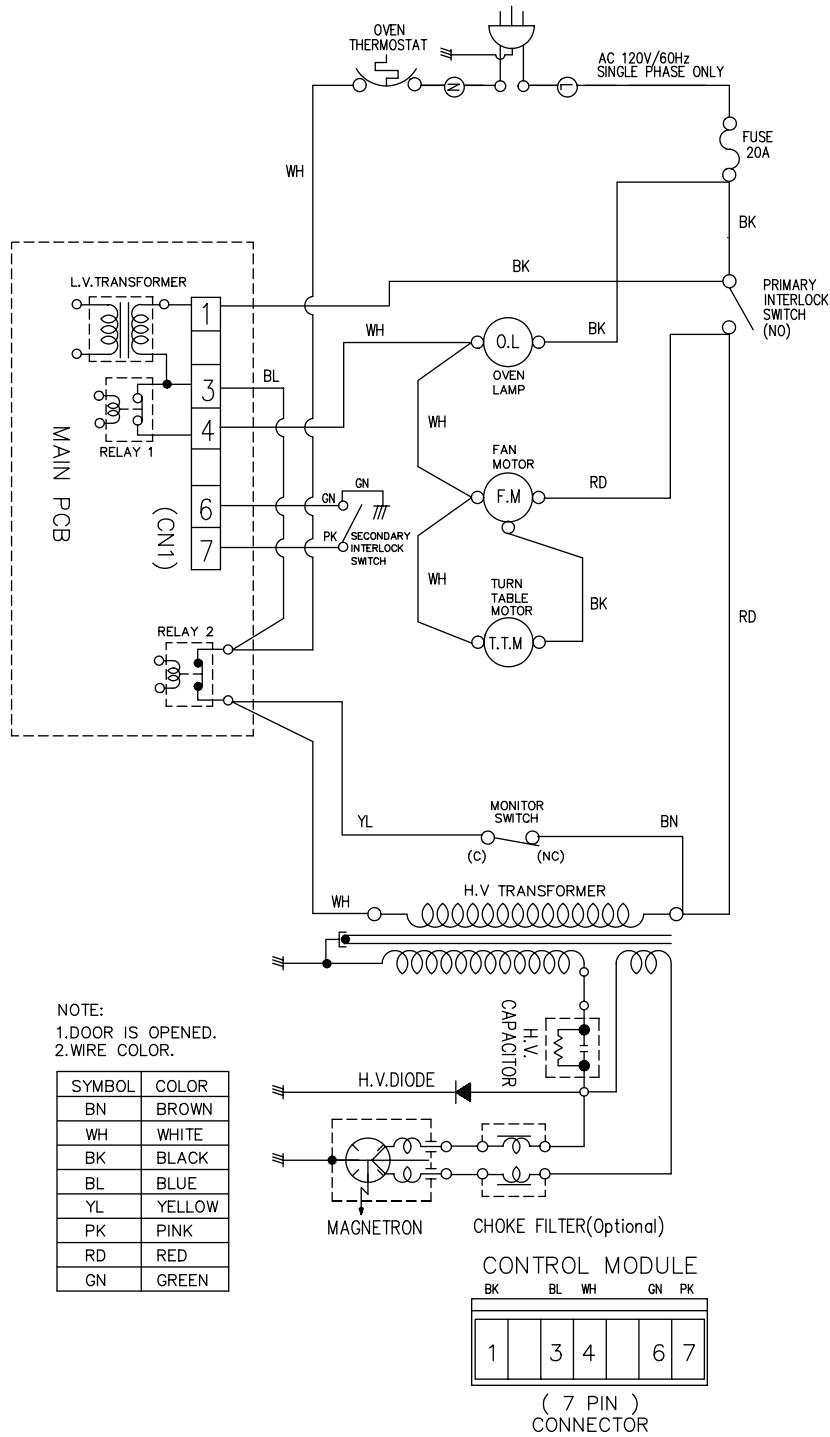 OVEN
THERMOSTAT
AC 120V/60Hz
SINGLE PHASE ONLY
N
L
FUSE
20A
WH
BK
L.V.TRANSFORMER
BK
PRIMARY
INTERLOCK
SWITCH
(NO)
1
WH
O.L
BK
OVEN
LAMP
3
BL
4
RELAY 1
WH
MAIN PCB
(CN1)
FAN
MOTOR
F.M
RD
6
GN
GN
7
PK
SECONDARY
INTERLOCK
SWITCH
WH
TURN
TABLE
MOTOR
BK
T.T.M
RD
RELAY 2
YL
MONITOR
SWITCH
BN
(C)
(NC)
H.V TRANSFORMER
WH
H.V.
CAPACITOR
H.V.DIODE
MAGNETRON
CHOKE FILTER(Optional)
NOTE:
1.DOOR IS OPENED.
2.WIRE COLOR.
SYMBOL COLOR
BN BROWN
WH WHITE
BK BLACK
BL BLUE
YL YELLOW
PK PINK
RD RED
GN GREEN
CONTROL MODULE
BK BL WH GN PK
1 3 4 6 7
( 7 PIN )
CONNECTOR